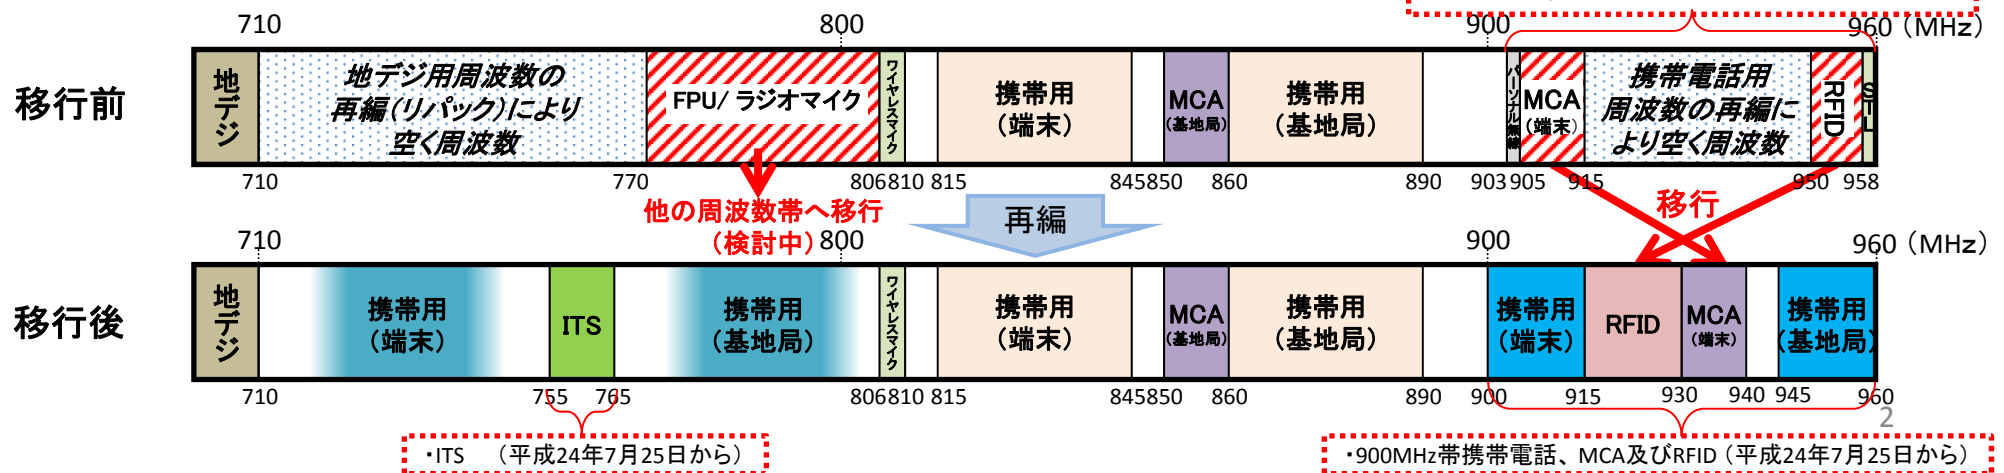 710
800
900
960 (MHz)
移行前
地デジ
地デジ用周波数の
再編(リパック)により
空く周波数
FPU/ラジオマイク
ワイヤレスマイク
携帯用
(端末)
MCA
(基地局)
携帯用
(基地局)
パーソナル無線
MCA
(端末)
携帯電話用
周波数の再編に
より空く周波数
RFID
STL
710
770
806
810
815
845
850
860
890
903
905
915
950
958
他の周波数帯へ移行
(検討中)
再編
移行
710
800
900
960 (MHz)
移行後
地デジ
携帯用
(端末)
ITS
携帯用
(基地局)
ワイヤレスマイク
携帯用
(端末)
MCA
(基地局)
携帯用
(基地局)
携帯用
(端末)
RFID
MCA
(端末)
携帯用
(基地局)
710
755
765
806
810
815
845
850
860
890
900
915
930
940
945
960
2
・ITS (平成24年7月25日から)
・900MHz帯携帯電話、MCA及びRFID(平成24年7月25日から)